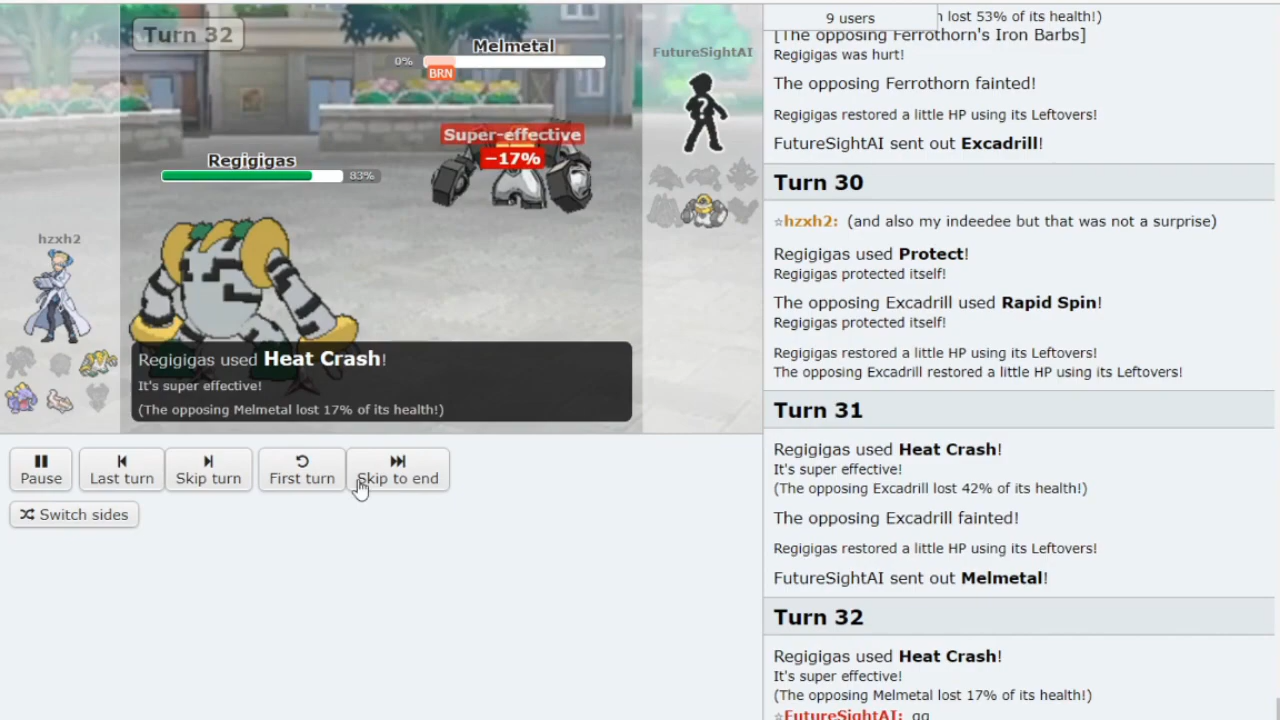 Turn 32
Melmetal
0%
BRN
Super-effective
−17%
Regigigas
83%
hzxh2
FutureSightAI
?
Regigigas used Heat Crash!
It's super effective!
(The opposing Melmetal lost 17% of its health!)
Pause
Last turn
Skip turn
First turn
Skip to end
Switch sides
9 users
lost 53% of its health!)
[The opposing Ferrothorn's Iron Barbs]
Regigigas was hurt!
The opposing Ferrothorn fainted!
Regigigas restored a little HP using its Leftovers!
FutureSightAI sent out Excadrill!
Turn 30
☆hzxh2: (and also my indeedee but that was not a surprise)
Regigigas used Protect!
Regigigas protected itself!
The opposing Excadrill used Rapid Spin!
Regigigas protected itself!
Regigigas restored a little HP using its Leftovers!
The opposing Excadrill restored a little HP using its Leftovers!
Turn 31
Regigigas used Heat Crash!
It's super effective!
(The opposing Excadrill lost 42% of its health!)
The opposing Excadrill fainted!
Regigigas restored a little HP using its Leftovers!
FutureSightAI sent out Melmetal!
Turn 32
Regigigas used Heat Crash!
It's super effective!
(The opposing Melmetal lost 17% of its health!)
☆FutureSightAI: gg